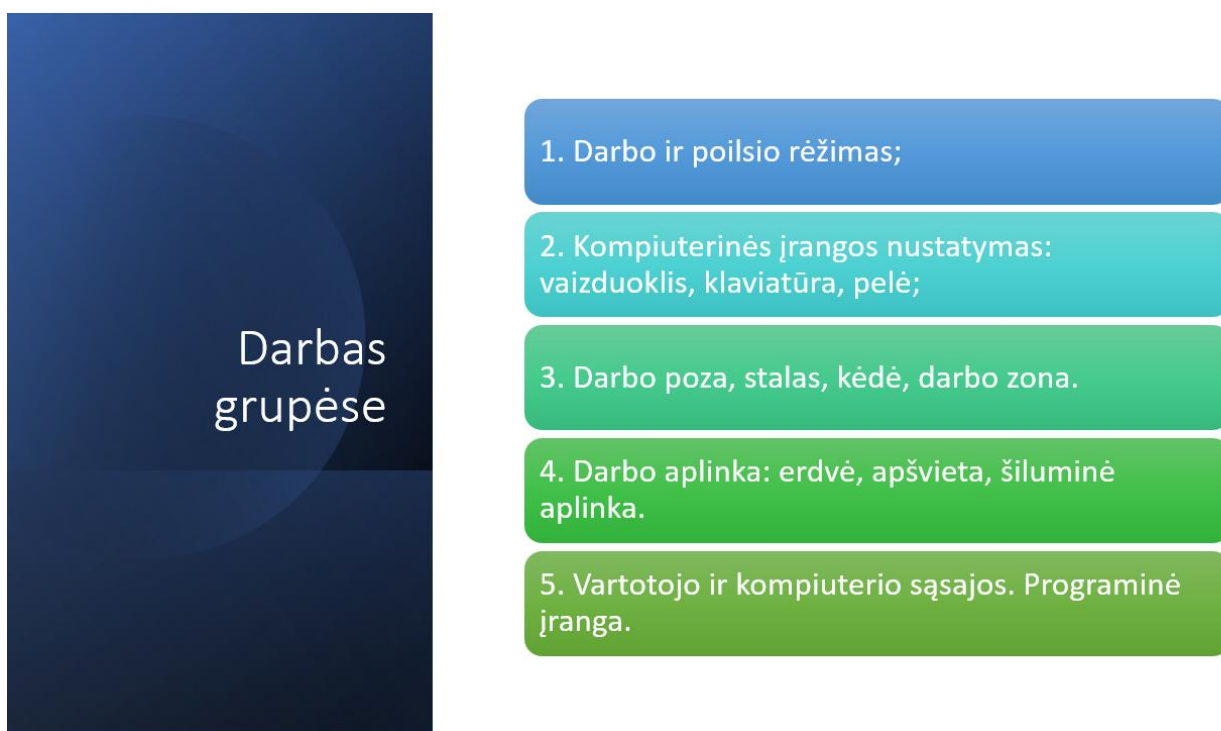 Darbas
grupėse
1. Darbo ir poilsio rėžimas;
2. Kompiuterinės įrangos nustatymas:
vaizduoklis, klaviatūra, pelė;
3. Darbo poza, stalas, kėdė, darbo zona.
4. Darbo aplinka: erdvė, apšvieta, šiluminė
aplinka.
5. Vartotojo ir kompiuterio sąsajos. Programinė
įranga.